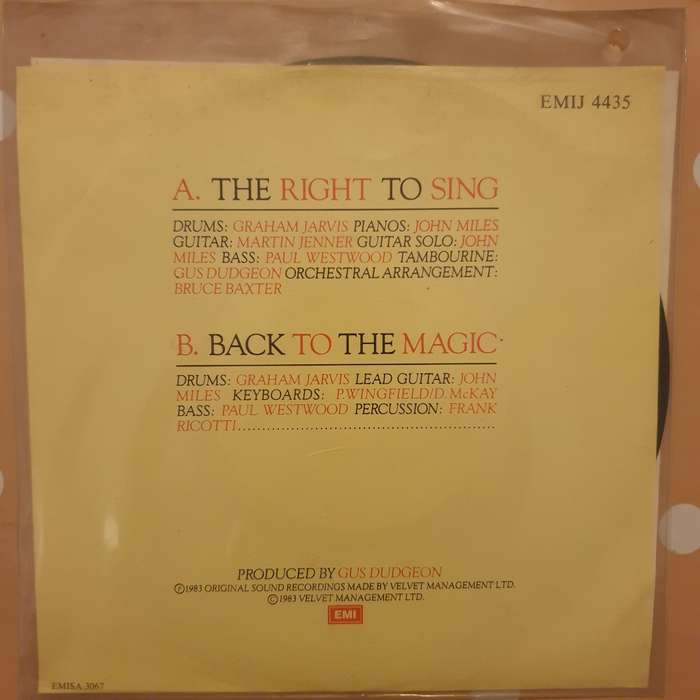 EMIJ 4435
A. THE RIGHT TO SING
DRUMS: GRAHAM JARVIS PIANOS: JOHN MILES
GUITAR: MARTIN JENNER GUITAR SOLO: JOHN
MILES BASS: PAUL WESTWOOD TAMBOURINE:
GUS DUDGEON ORCHESTRAL ARRANGEMENT:
BRUCE BAXTER
B. BACK TO THE MAGIC
DRUMS: GRAHAM JARVIS LEAD GUITAR: JOHN
MILES KEYBOARDS: P.WINGFIELD/D. McKAY
BASS: PAUL WESTWOOD PERCUSSION: FRANK
RICOTTI..................................................
PRODUCED BY GUS DUDGEON
Ⓟ1983 ORIGINAL SOUND RECORDINGS MADE BY VELVET MANAGEMENT LTD.
©1983 VELVET MANAGEMENT LTD.
EMI
EMISA 3067